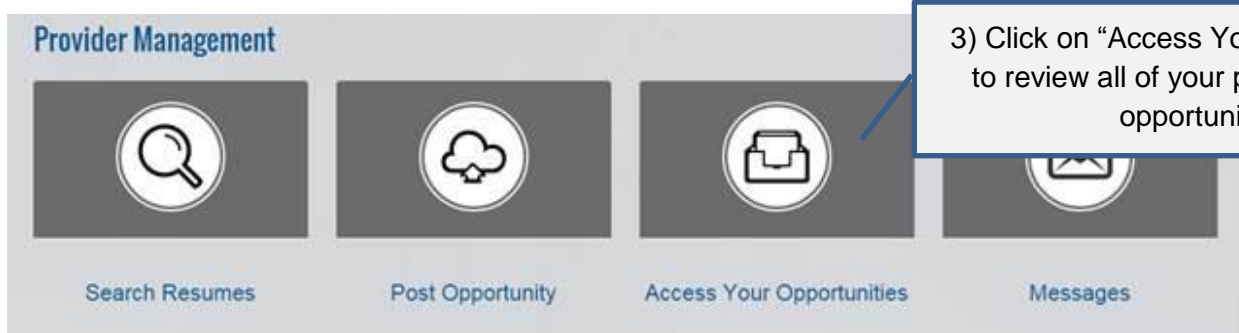 Provider Management
3) Click on “Access Yo
to review all of your
opportuni
Search Resumes
Post Opportunity
Access Your Opportunities
Messages